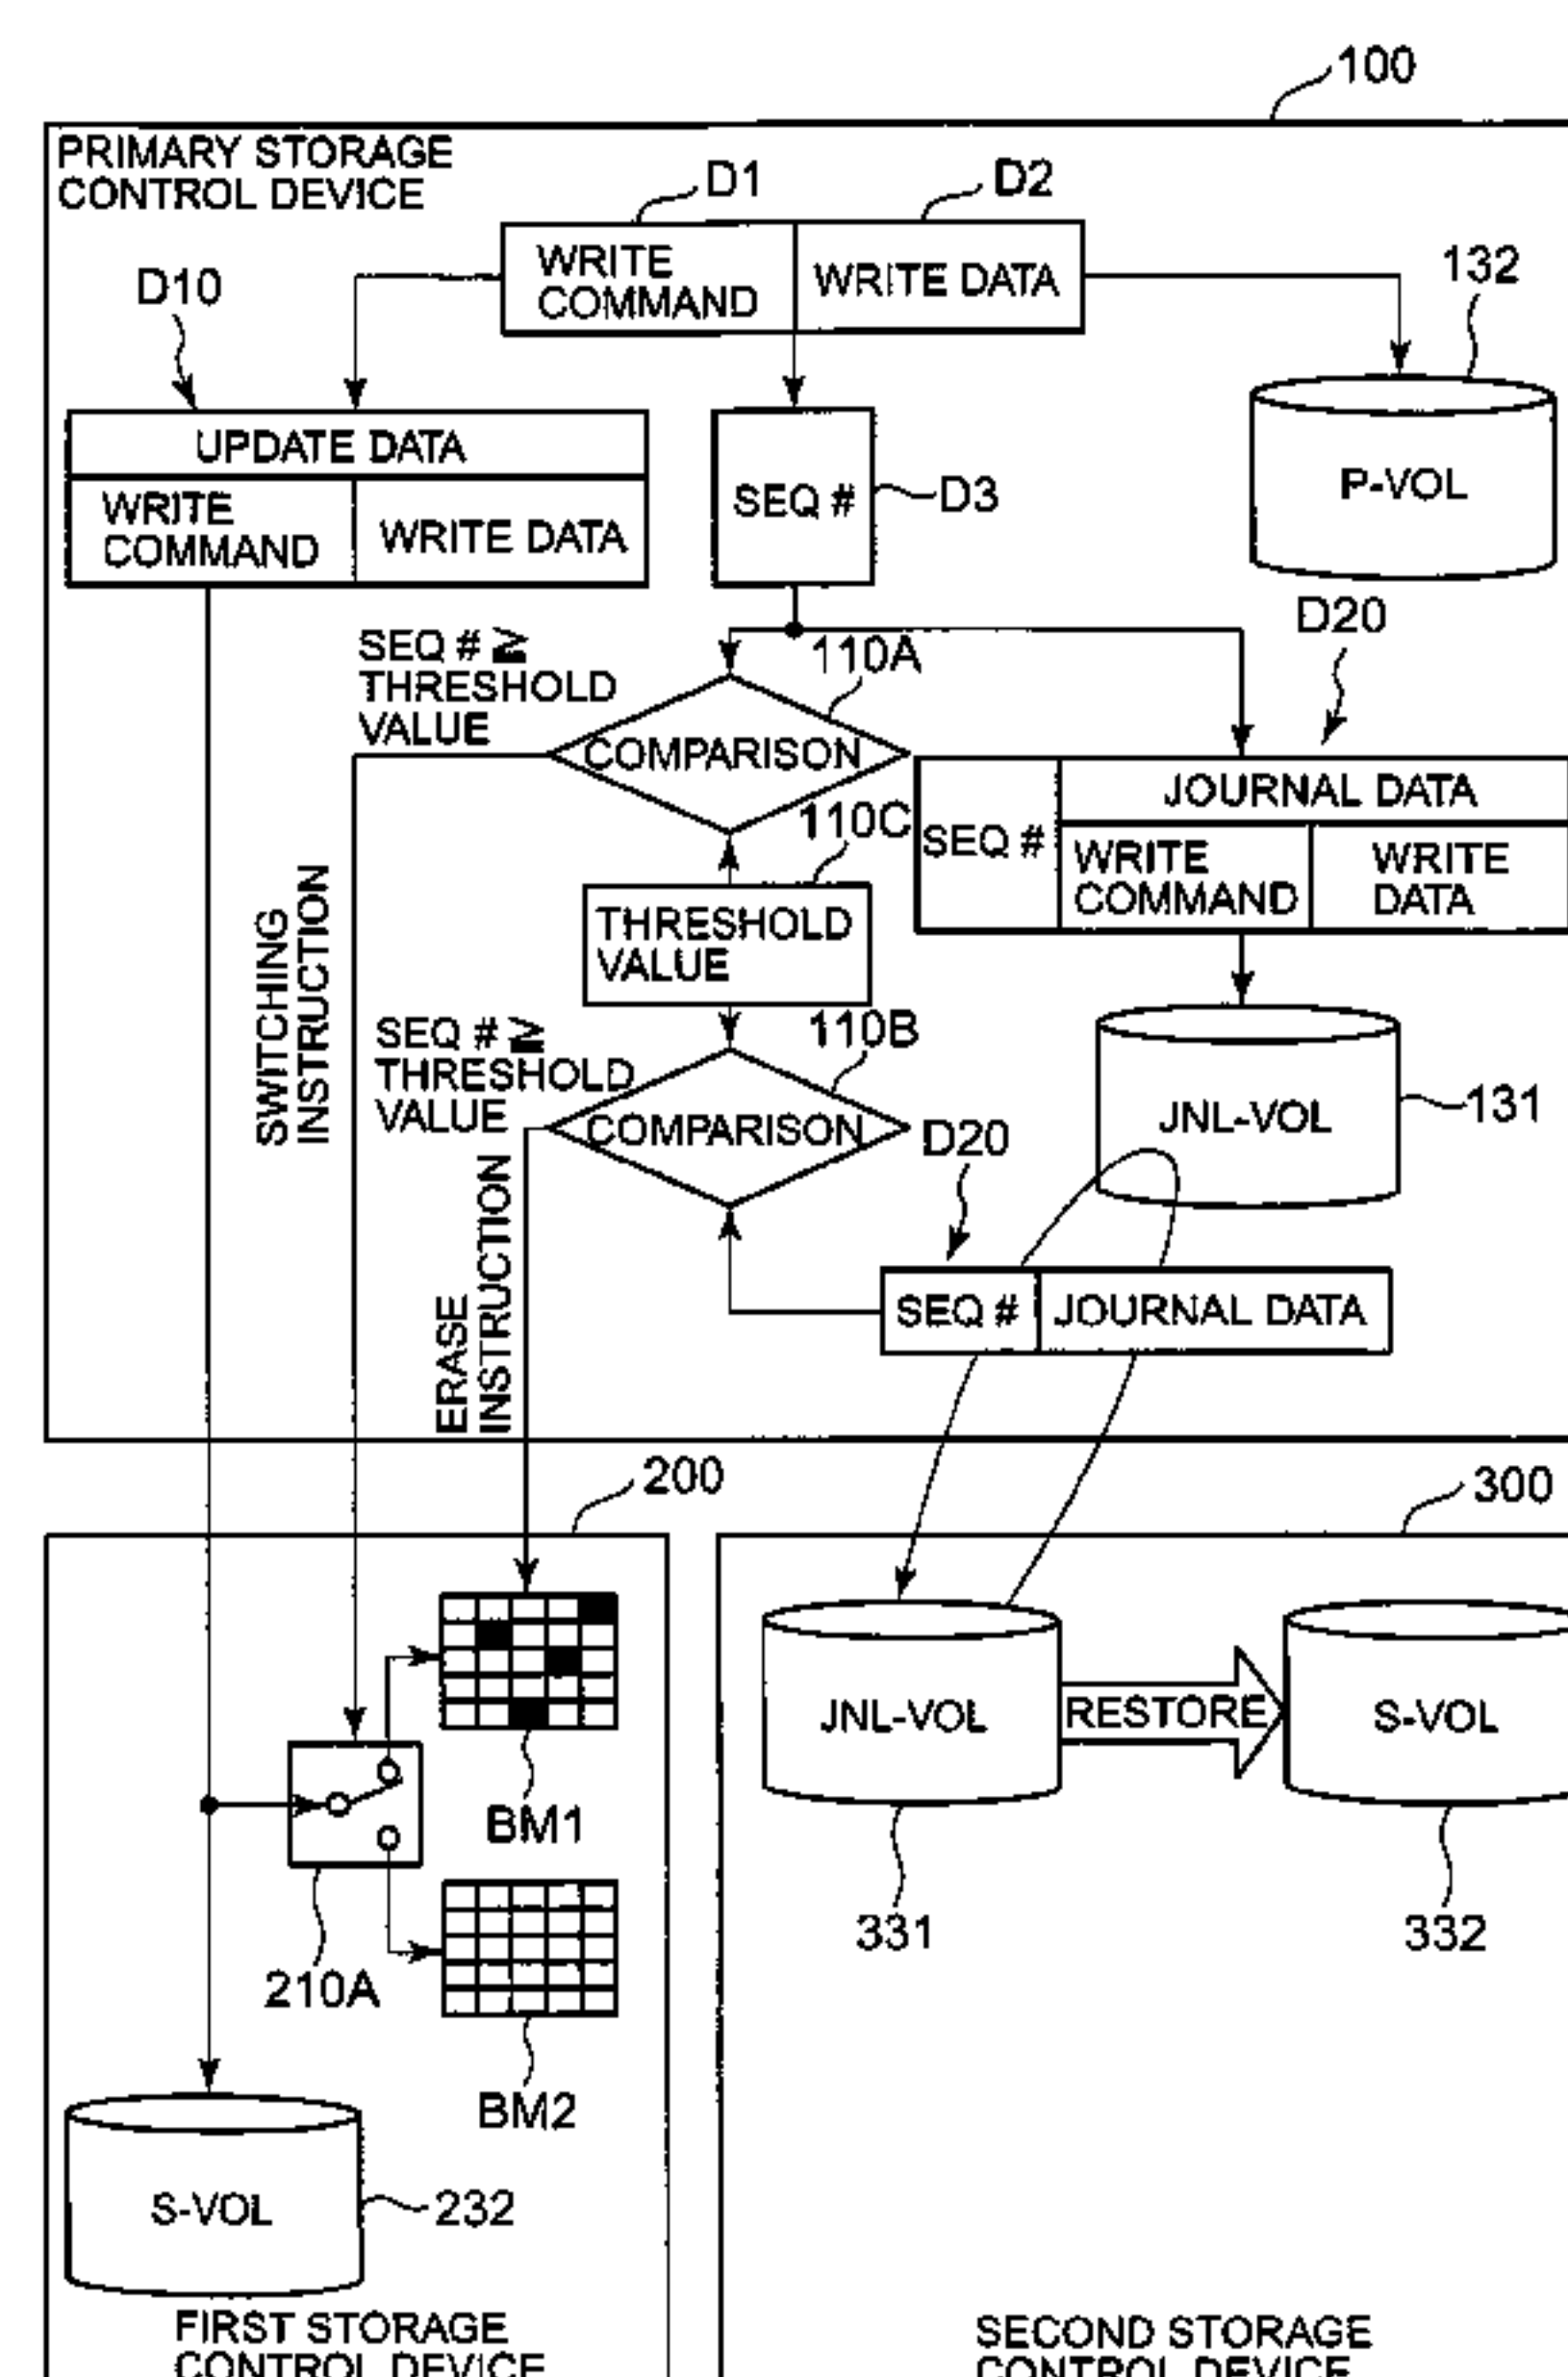 100
PRIMARY STORAGE
CONTROL DEVICE
D1
D2
WRITE
COMMAND
WRITE DATA
D10
132
UPDATE DATA
WRITE
COMMAND
WRITE DATA
SEQ #
D3
P-VOL
D20
SEQ # ≧
THRESHOLD
VALUE
110A
COMPARISON
110C
SEQ #
JOURNAL DATA
WRITE
COMMAND
WRITE
DATA
THRESHOLD
VALUE
SWITCHING
INSTRUCTION
SEQ # ≧
THRESHOLD
VALUE
110B
COMPARISON
JNL-VOL
131
D20
SEQ #
JOURNAL DATA
ERASE
INSTRUCTION
200
300
BM1
JNL-VOL
RESTORE
S-VOL
331
332
210A
BM2
S-VOL
232
FIRST STORAGE
CONTROL DEVICE
SECOND STORAGE
CONTROL DEVICE